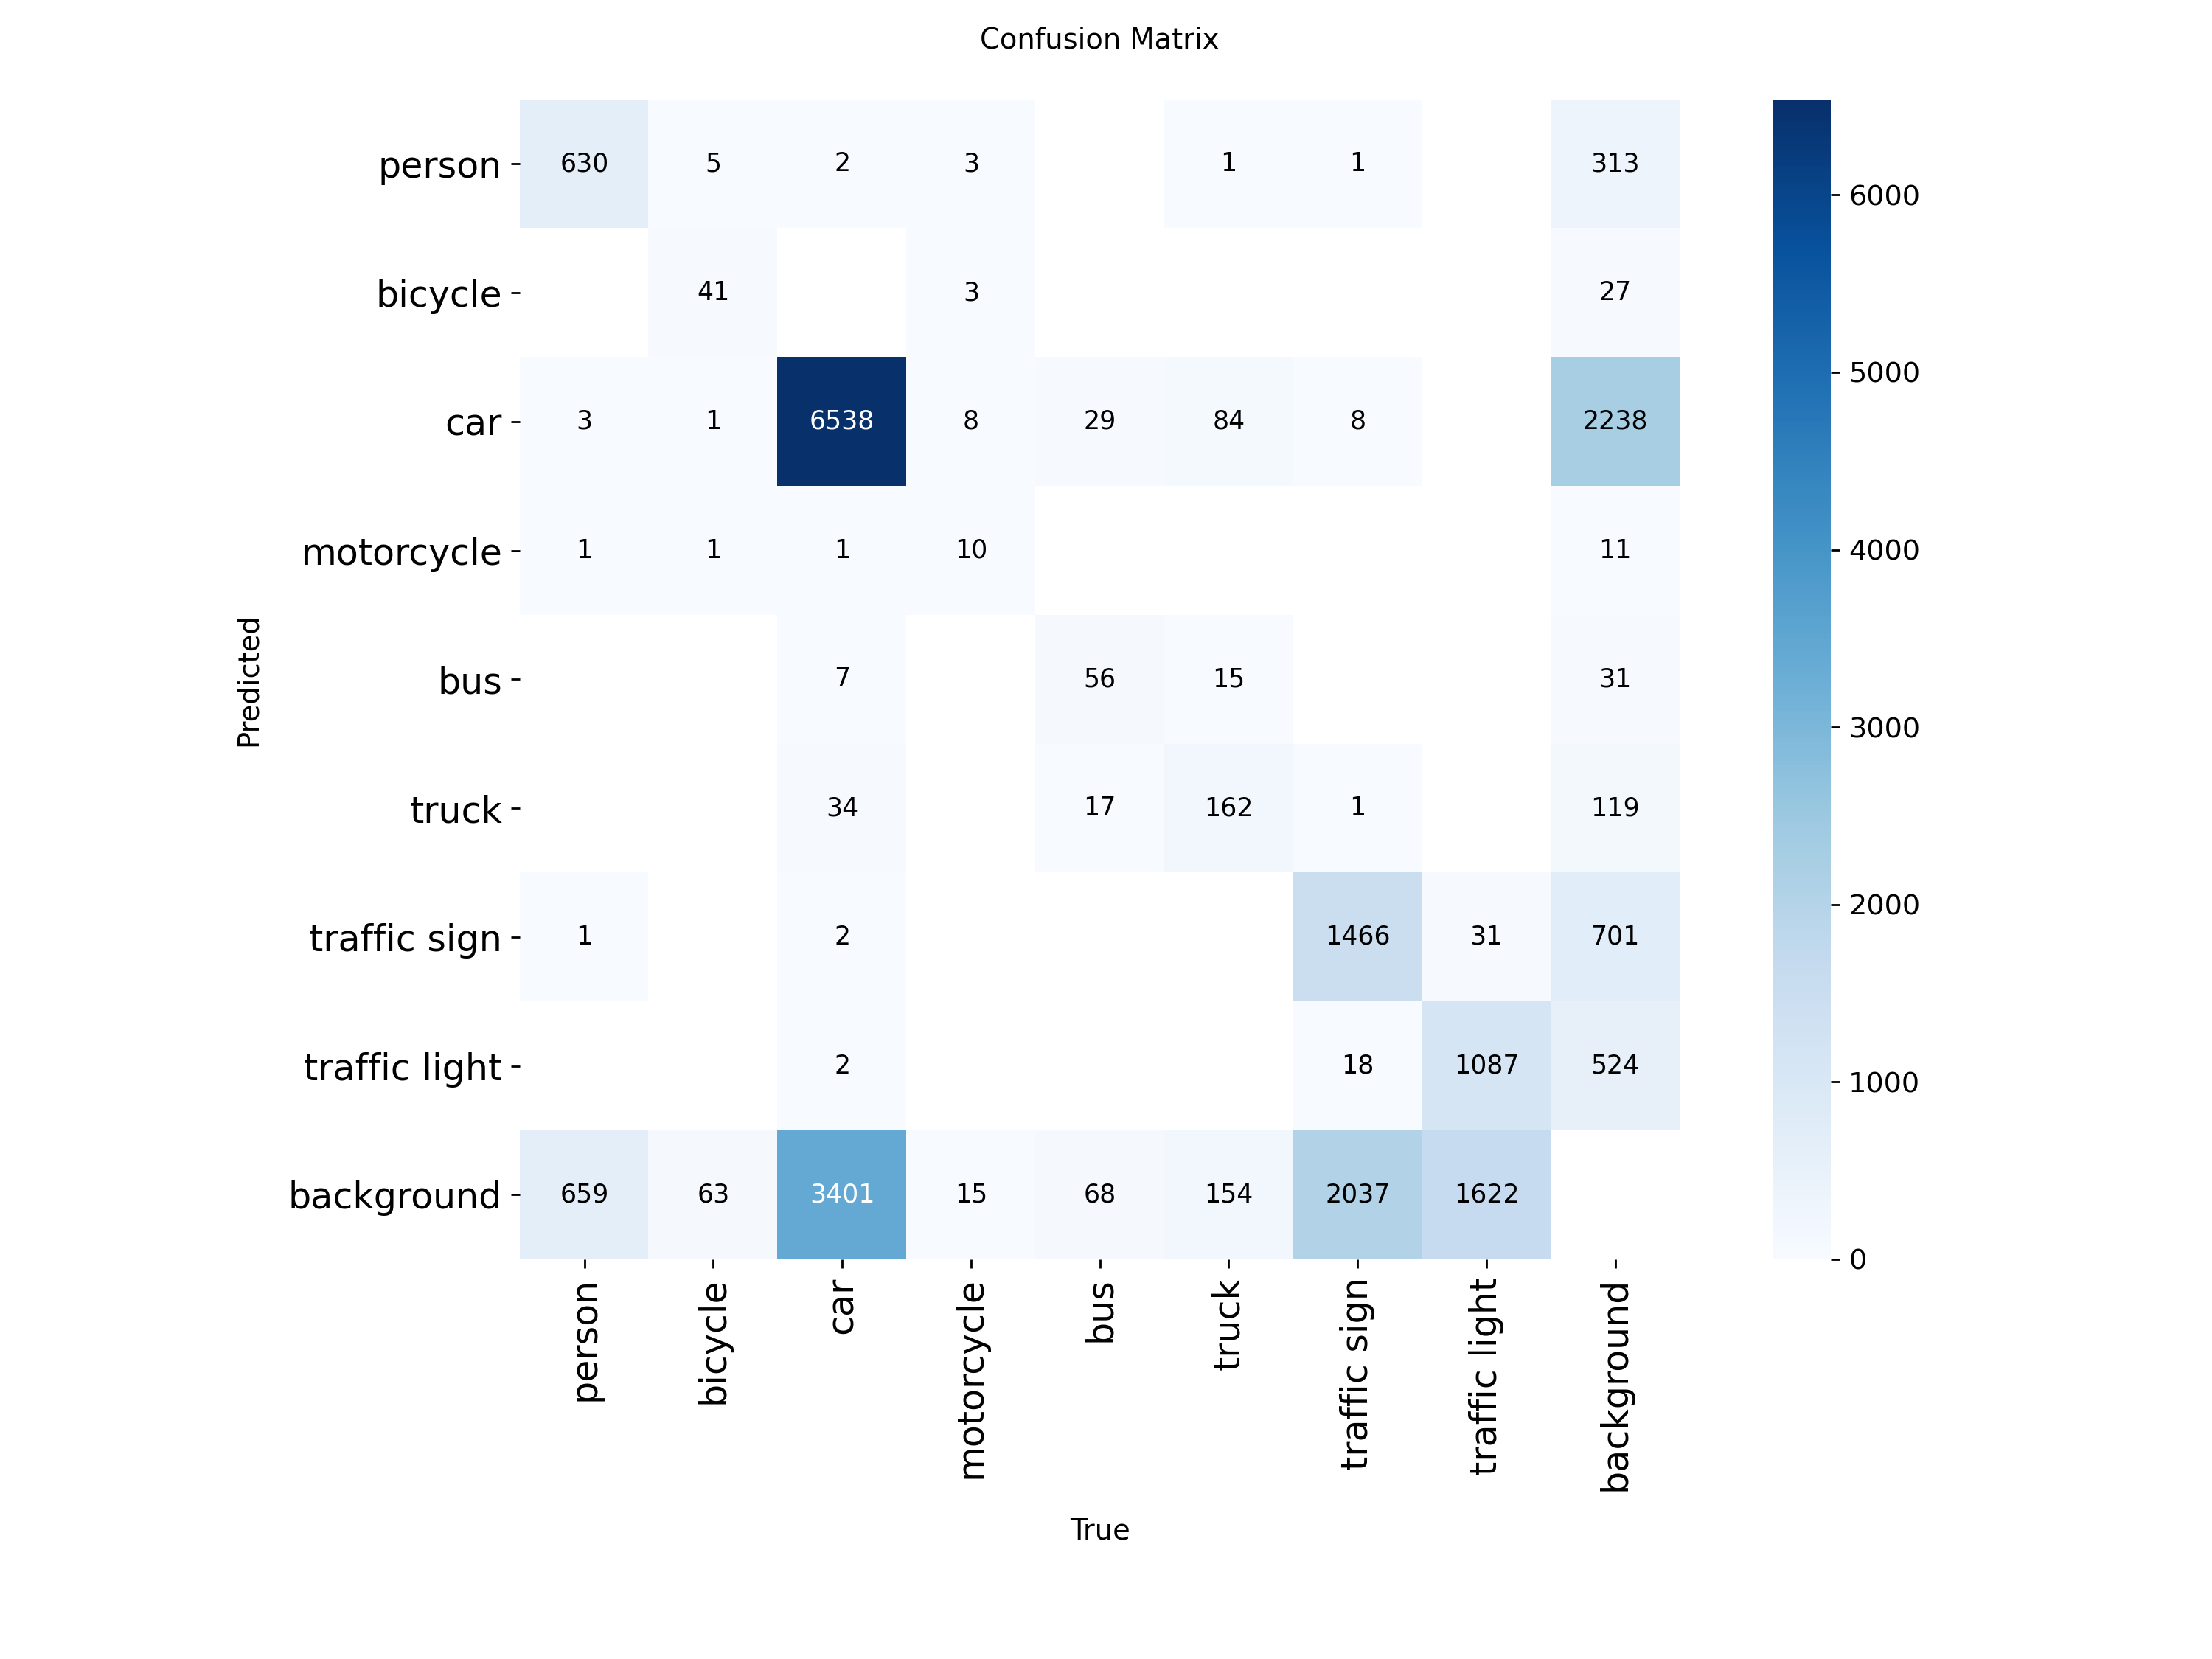 Confusion Matrix
person 630 5 2 3 1 1 313
bicycle 41 3 27
car 3 1 6538 8 29 84 8 2238
motorcycle 1 1 1 10 11
bus 7 56 15 31
truck 34 17 162 1 119
traffic sign 1 2 1466 31 701
traffic light 2 18 1087 524
background 659 63 3401 15 68 154 2037 1622
Predicted
person bicycle car motorcycle bus truck traffic sign traffic light background
True
6000
5000
4000
3000
2000
1000
0